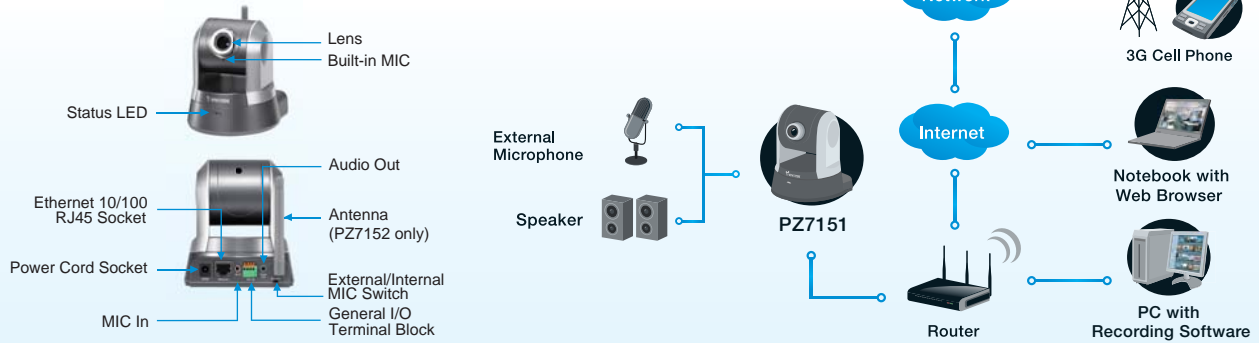 Lens
Built-in MIC
Status LED
Audio Out
Ethernet 10/100
RJ45 Socket
Antenna
(PZ7152 only)
Power Cord Socket
External/Internal
MIC Switch
MIC In
General I/O
Terminal Block
External
Microphone
Speaker
PZ7151
Network
Internet
Router
3G Cell Phone
Notebook with
Web Browser
PC with
Recording Software